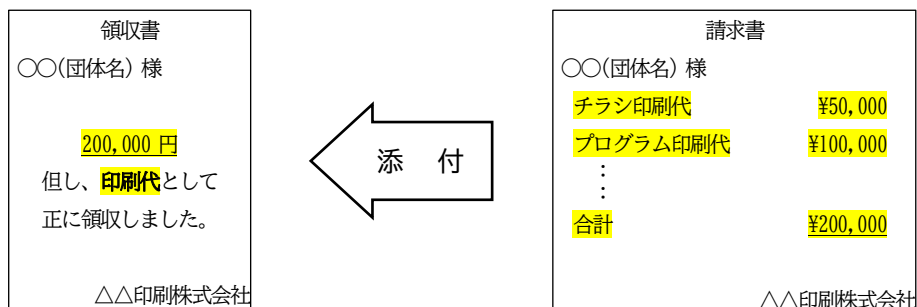 領収書
○○(団体名) 様
200,000 円
但し、印刷代として
正に領収しました。
△△印刷株式会社
添 付
請求書
○○(団体名) 様
チラシ印刷代 ¥50,000
プログラム印刷代 ¥100,000
：
：
合計 ¥200,000
△△印刷株式会社